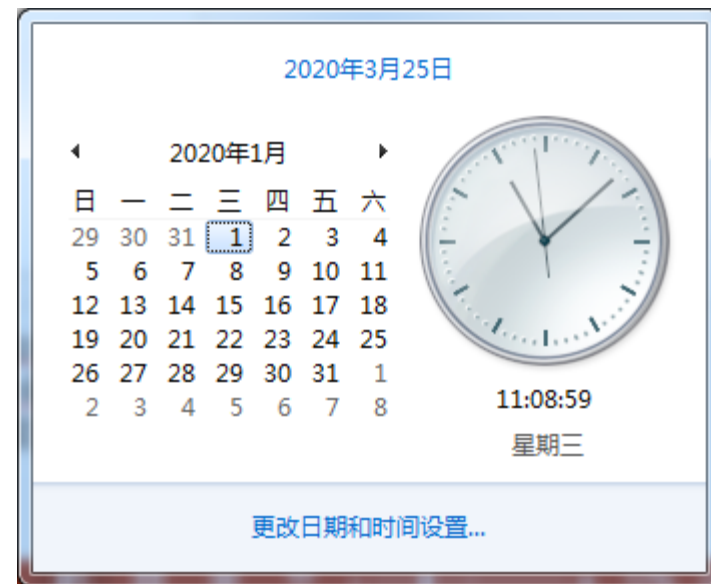 2020年3月25日
2020年1月
日 一 二 三 四 五 六
29 30 31 1 2 3 4
5 6 7 8 9 10 11
12 13 14 15 16 17 18
19 20 21 22 23 24 25
26 27 28 29 30 31 1
2 3 4 5 6 7 8
11:08:59
星期三
更改日期和时间设置...